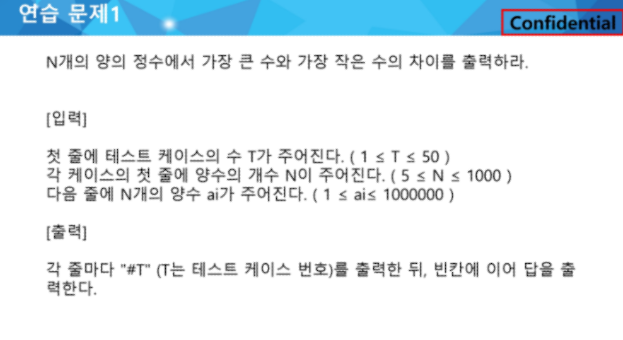 연습 문제1
Confidential
N개의 양의 정수에서 가장 큰 수와 가장 작은 수의 차이를 출력하라.
[입력]
첫 줄에 테스트 케이스의 수 T가 주어진다. ( 1 ≤ T ≤ 50 )
각 케이스의 첫 줄에 양수의 개수 N이 주어진다. ( 5 ≤ N ≤ 1000 )
다음 줄에 N개의 양수 ai가 주어진다. ( 1 ≤ ai≤ 1000000 )
[출력]
각 줄마다 "#T" (T는 테스트 케이스 번호)를 출력한 뒤, 빈칸에 이어 답을 출
력한다.